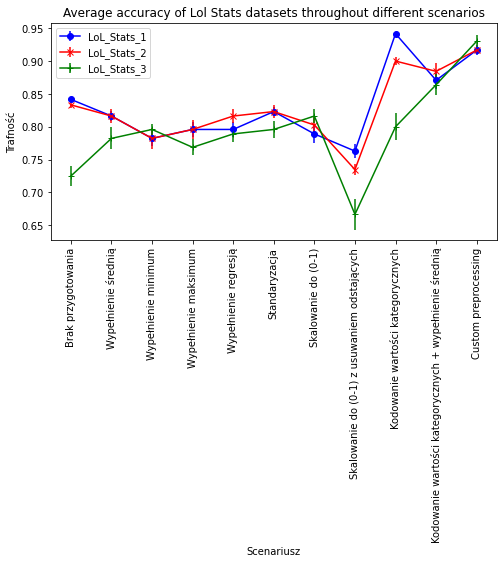 Average accuracy of Lol Stats datasets throughout different scenarios
LoL_Stats_1
LoL_Stats_2
LoL_Stats_3
Trafność
0.95
0.90
0.85
0.80
0.75
0.70
0.65
Brak przygotowania
Wypełnienie średnią
Wypełnienie minimum
Wypełnienie maksimum
Wypełnienie regresją
Standaryzacja
Skalowanie do (0-1)
Skalowanie do (0-1) z usuwaniem odstających
Kodowanie wartości kategorycznych
Kodowanie wartości kategorycznych + wypełnienie średnią
Custom preprocessing
Scenariusz